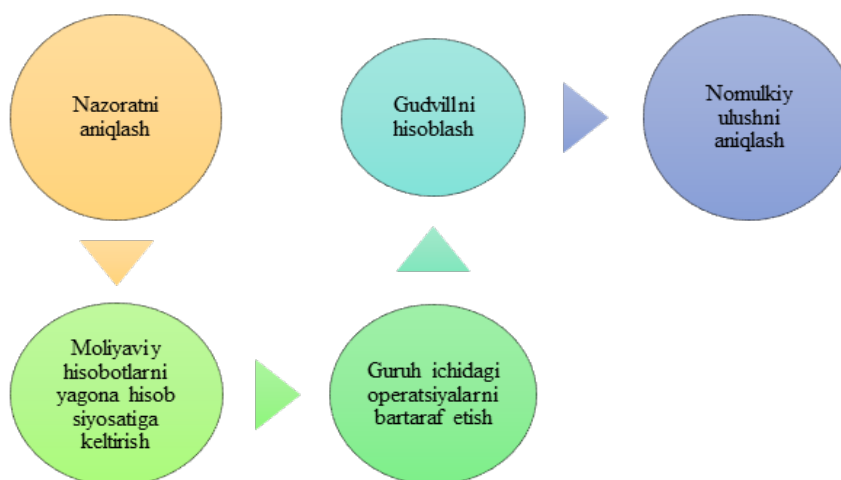 Nazoratni
aniqlash
Moliyaviy
hisobotlarni
yagona hisob
siyosatiga
keltirish
Guruh ichidagi
operatsiyalarni
bartaraf etish
Gudvillni
hisoblash
Nomulkiy
ulushni
aniqlash